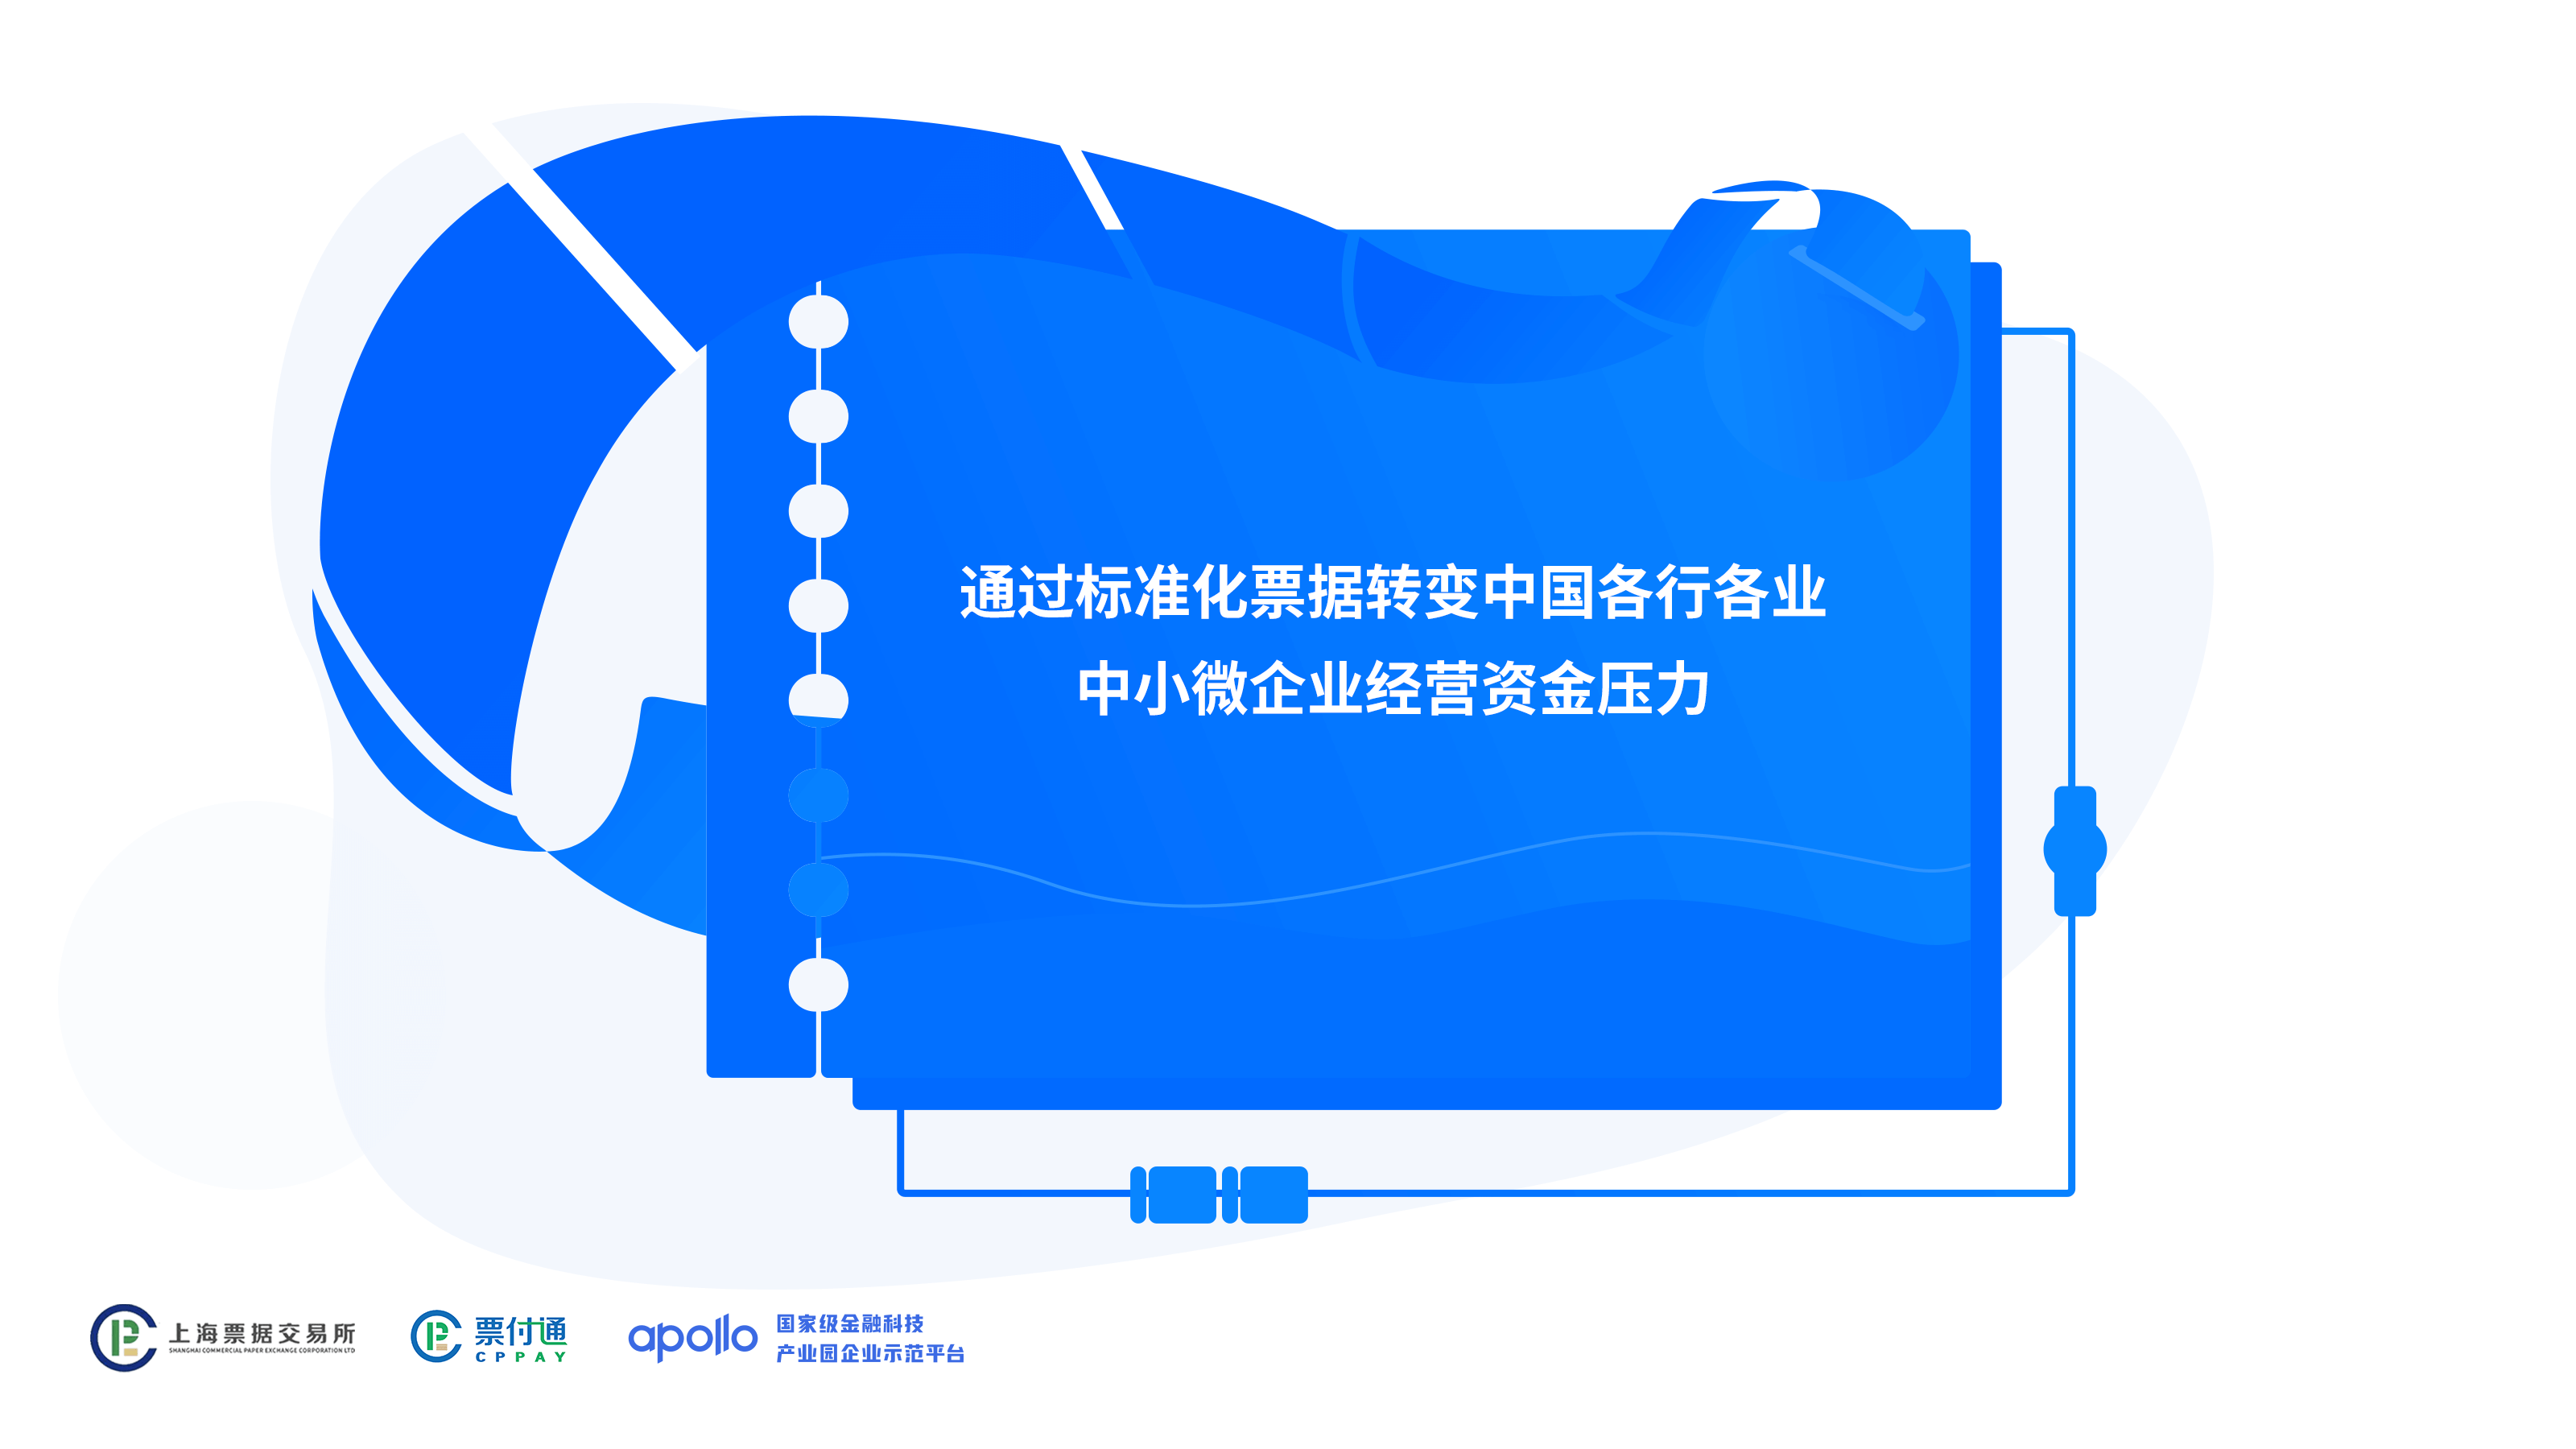 通过标准化票据转变中国各行各业
中小微企业经营资金压力
上海票据交易所
SHANGHAI COMMERCIAL PAPER EXCHANGE CORPORATION LTD
票付通
CPPAY
apolo
国家级金融科技
产业园企业示范平台